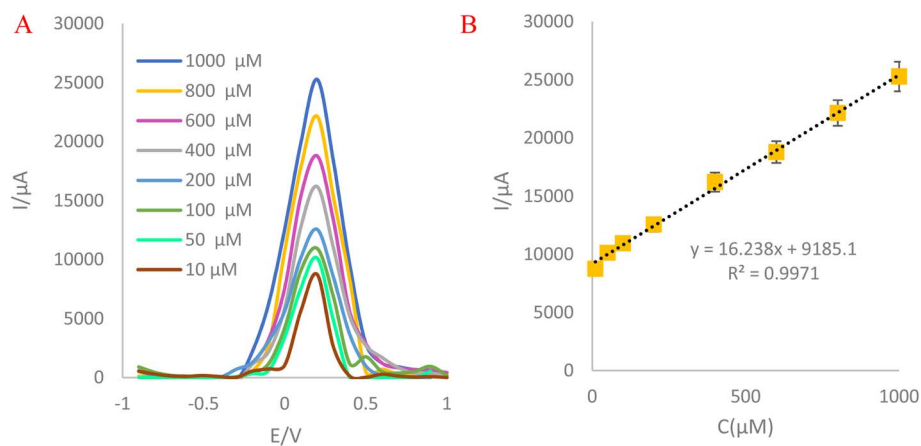 A
30000
25000
20000
15000
10000
5000
0
I/µA
-1
-0.5
0
0.5
1
E/V
1000 µM
800 µM
600 µM
400 µM
200 µM
100 µM
50 µM
10 µM
B
30000
25000
20000
15000
10000
5000
0
I/µA
0
500
1000
C(µM)
y = 16.238x + 9185.1
R² = 0.9971